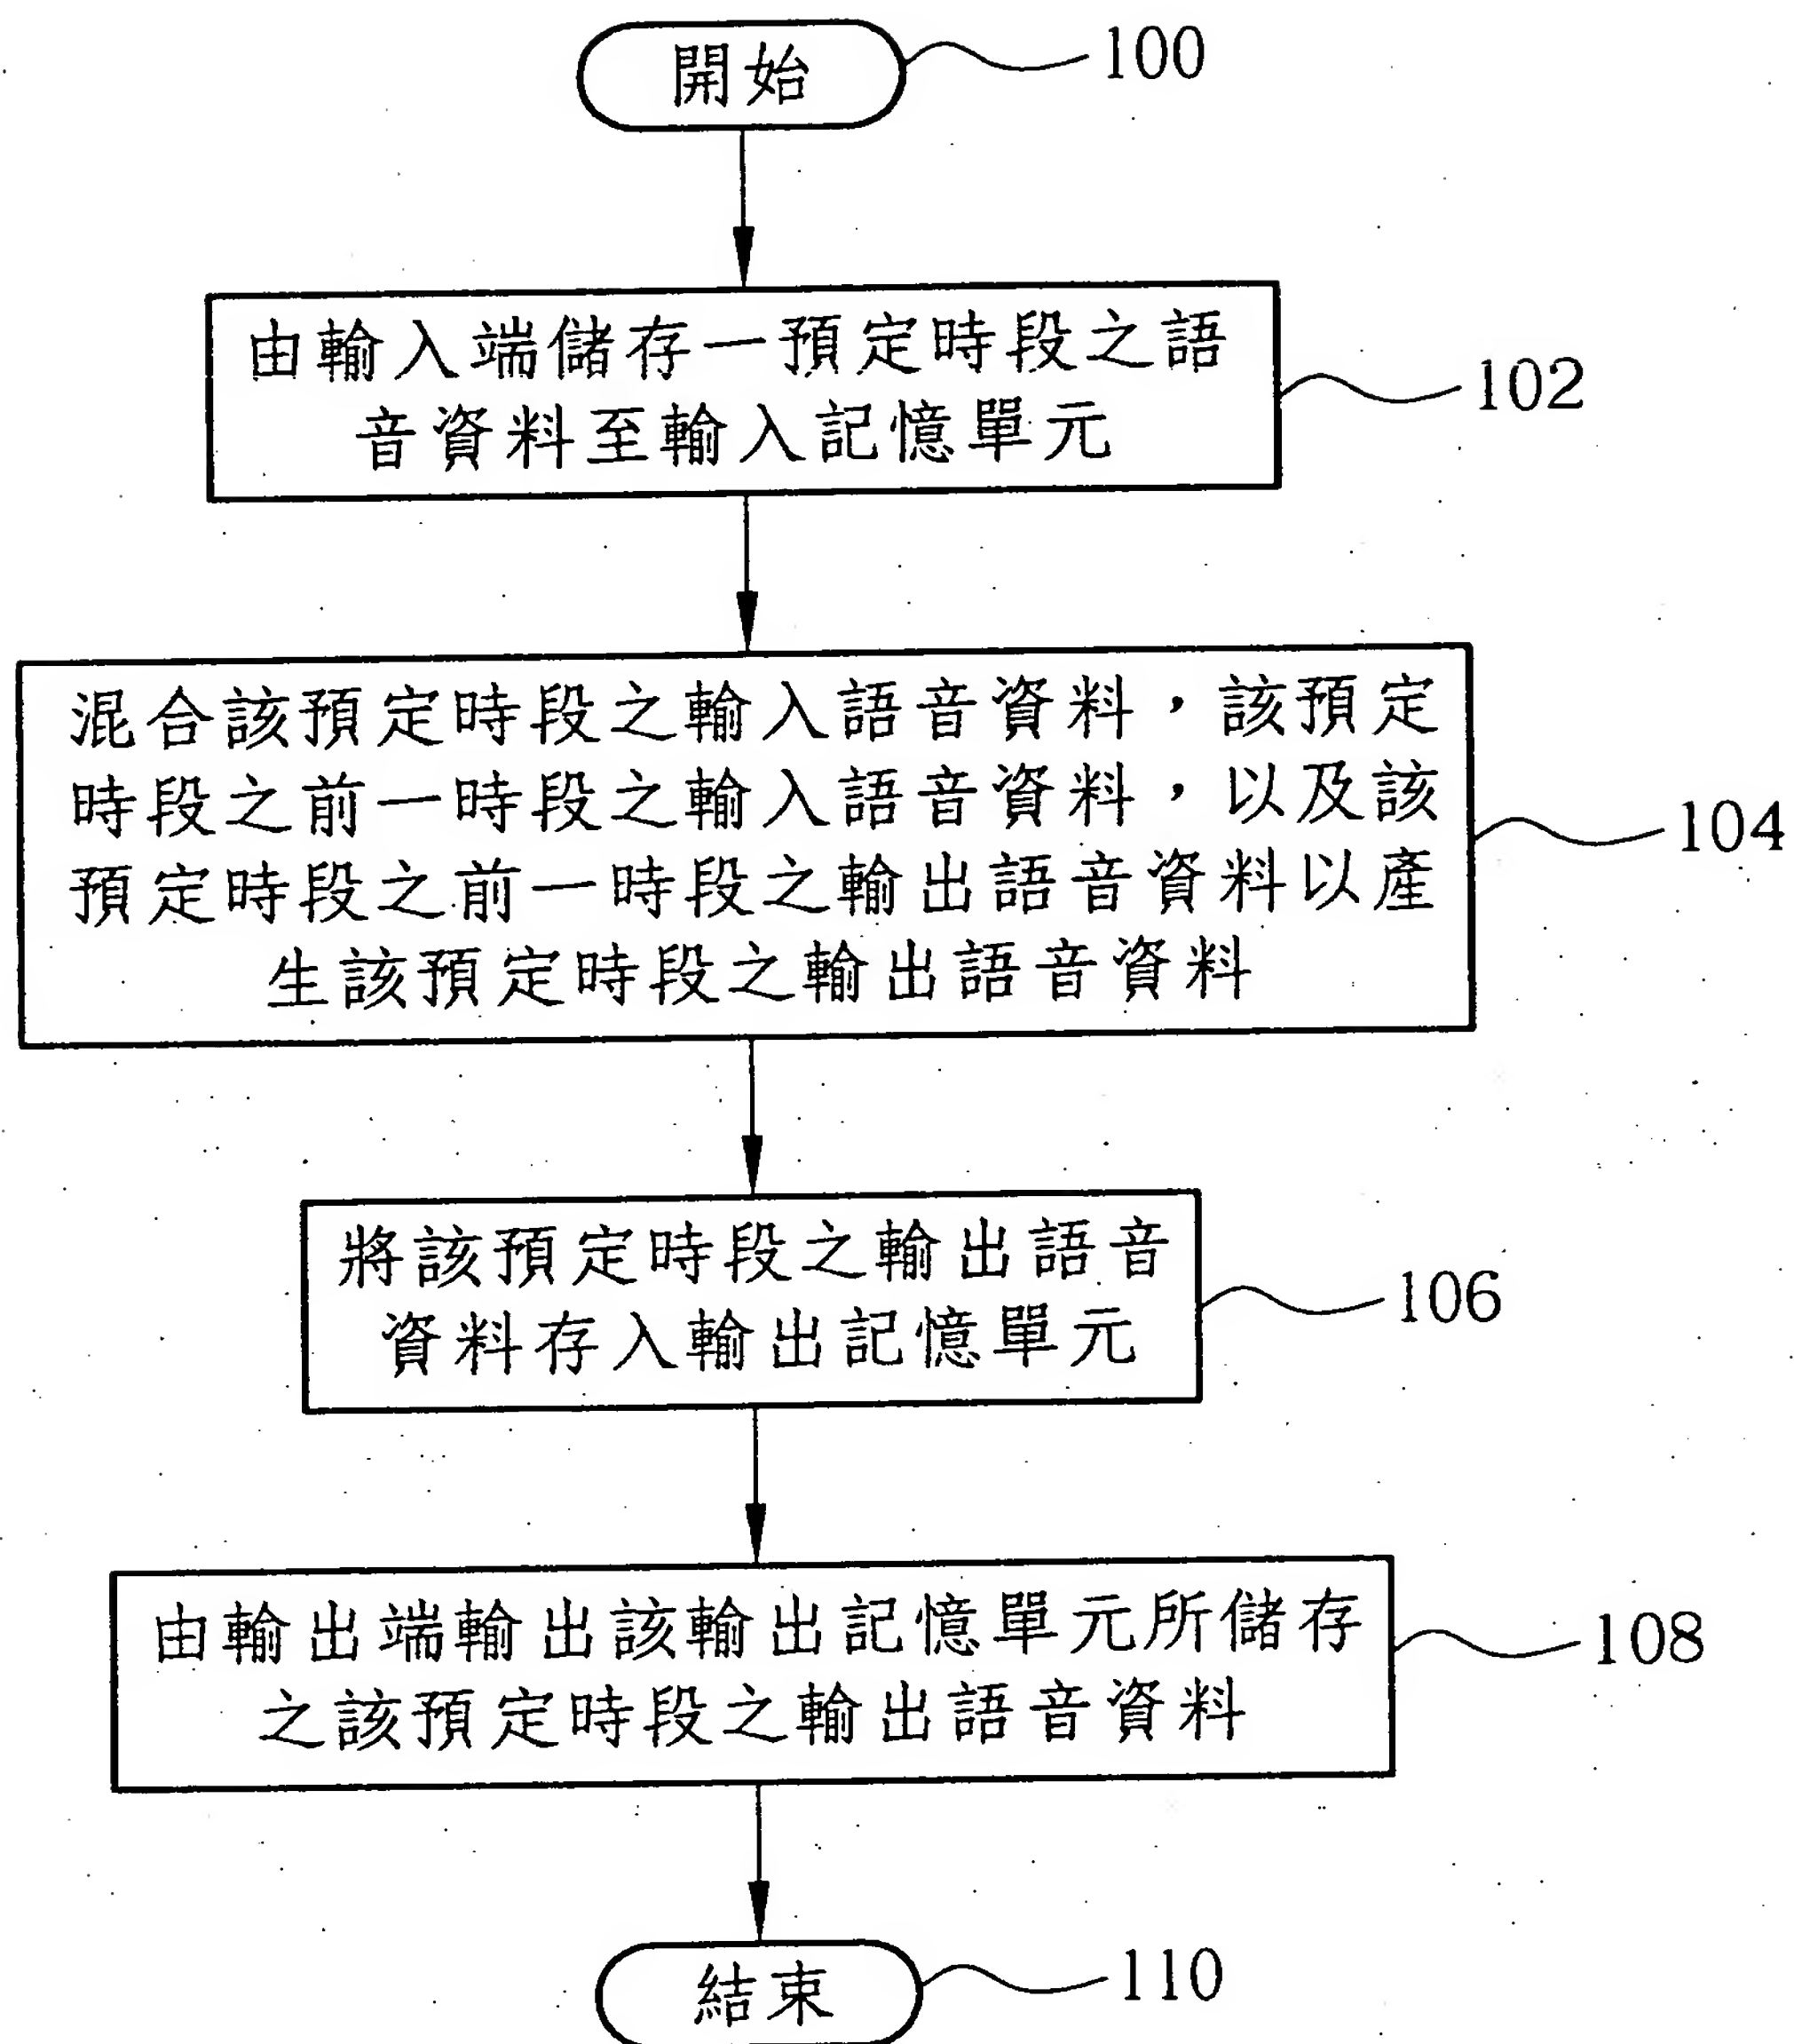 開始
100
由輸入端儲存一預定時段之語
音資料至輸入記憶單元
102
混合該預定時段之輸入語音資料，該預定
時段之前一時段之輸入語音資料，以及該
預定時段之前一時段之輸出語音資料以產
生該預定時段之輸出語音資料
104
將該預定時段之輸出語音
資料存入輸出記憶單元
106
由輸出端輸出該輸出記憶單元所儲存
之該預定時段之輸出語音資料
108
結束
110